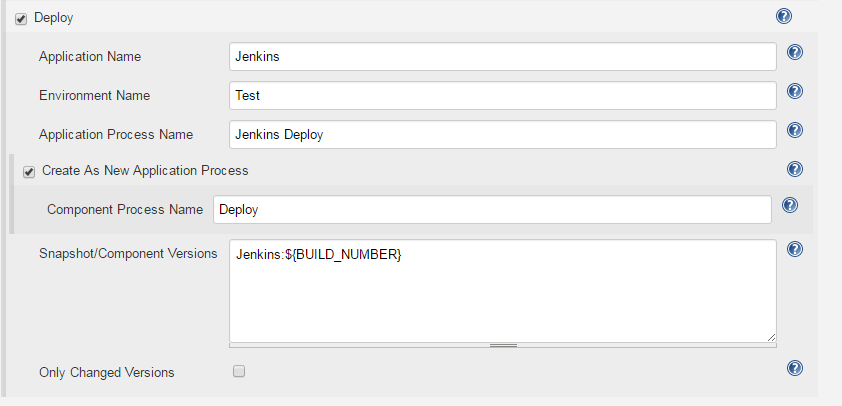 Deploy
Application Name Jenkins
Environment Name Test
Application Process Name Jenkins Deploy
Create As New Application Process
Component Process Name Deploy
Snapshot/Component Versions Jenkins:${BUILD_NUMBER}
Only Changed Versions